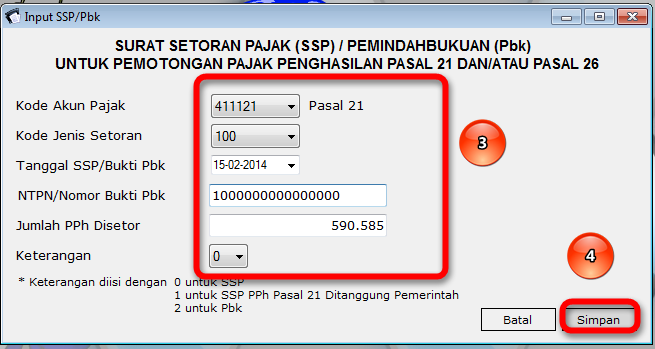 Input SSP/Pbk
SURAT SETORAN PAJAK (SSP) / PEMINDAHBUKUAN (Pbk)
UNTUK PEMOTONGAN PAJAK PENGHASILAN PASAL 21 DAN/ATAU PASAL 26
Kode Akun Pajak 411121 Pasal 21
Kode Jenis Setoran 100
3
Tanggal SSP/Bukti Pbk 15-02-2014
NTPN/Nomor Bukti Pbk 1000000000000000
Jumlah PPh Disetor 590.585
Keterangan 0
4
* Keterangan diisi dengan 0 untuk SSP
1 untuk SSP PPh Pasal 21 Ditanggung Pemerintah
2 untuk Pbk
Batal Simpan